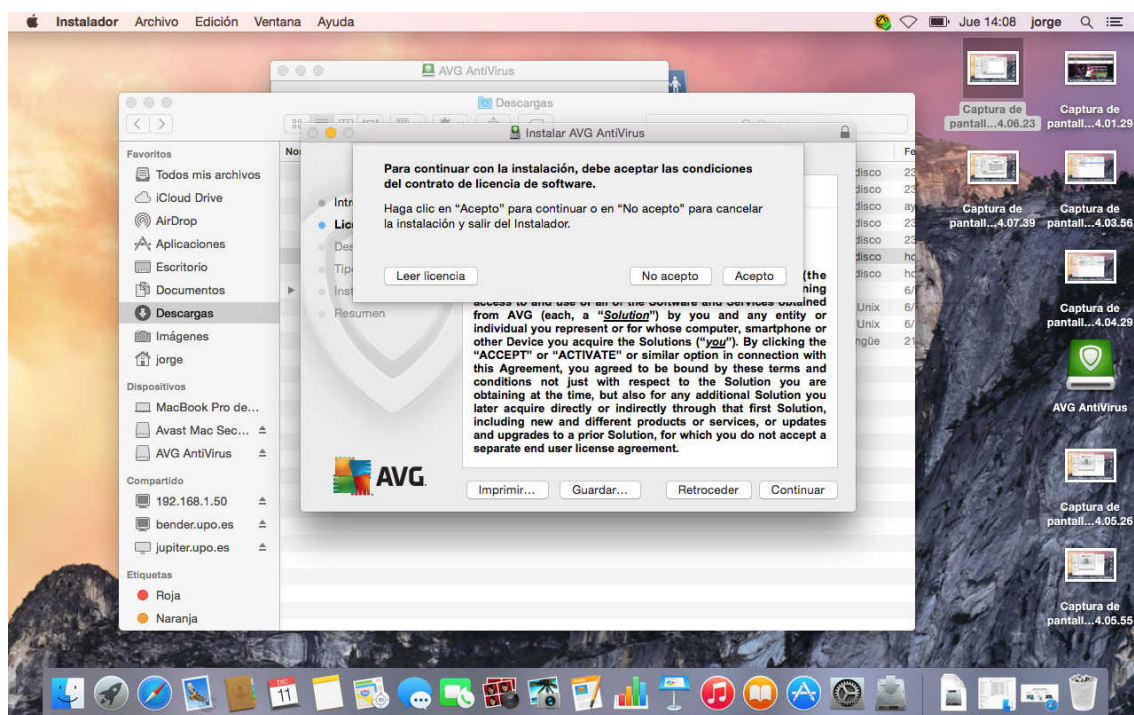 Instalador Archivo Edición Ventana Ayuda
Jue 14:08 jorge
AVG AntiVirus
Descargas
Instalar AVG AntiVirus
Para continuar con la instalación, debe aceptar las condiciones
del contrato de licencia de software.
Haga clic en “Acepto” para continuar o en “No acepto” para cancelar
la instalación y salir del Instalador.
Leer licencia
No acepto
Acepto
Favoritos
Todos mis archivos
iCloud Drive
AirDrop
Aplicaciones
Escritorio
Documentos
Descargas
Imágenes
jorge
Dispositivos
MacBook Pro de...
Avast Mac Sec...
AVG AntiVirus
Compartido
192.168.1.50
bender.upo.es
jupiter.upo.es
Etiquetas
Roja
Naranja
Resumen
(the
access to and use of all of the Software and Services obtained
from AVG (each, a “Solution”) by you and any entity or
individual you represent or for whose computer, smartphone or
other Device you acquire the Solutions (“you”). By clicking the
“ACCEPT” or “ACTIVATE” or similar option in connection with
this Agreement, you agreed to be bound by these terms and
conditions not just with respect to the Solution you are
obtaining at the time, but also for any additional Solution you
later acquire directly or indirectly through that first Solution,
including new and different products or services, or updates
and upgrades to a prior Solution, for which you do not accept a
separate end user license agreement.
AVG
Imprimir...
Guardar...
Retroceder
Continuar
disco
disco
disco
disco
disco
disco
Unix
Unix
Captura de
pantall...4.06.23
Captura de
pantall...4.01.29
Captura de
pantall...4.07.39
Captura de
pantall...4.03.56
Captura de
pantall...4.04.29
AVG AntiVirus
Captura de
pantall...4.05.26
Captura de
pantall...4.05.55
DIC
11